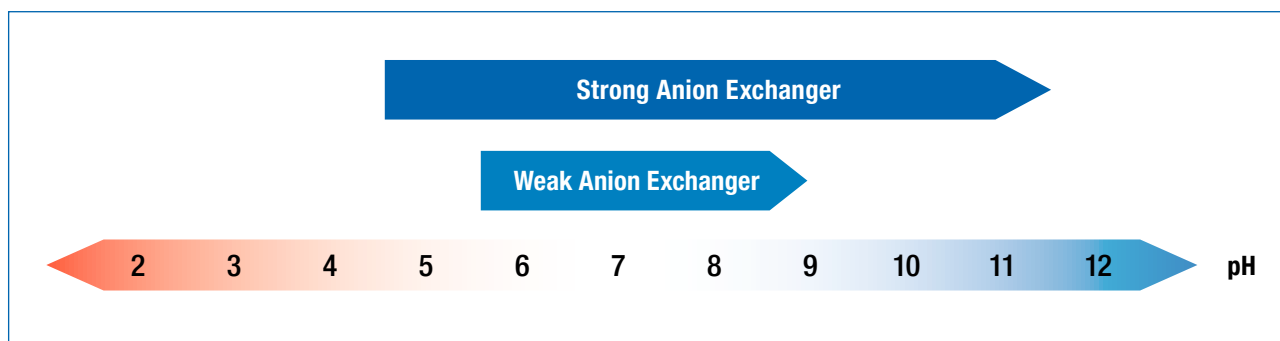 Strong Anion Exchanger
Weak Anion Exchanger
2 3 4 5 6 7 8 9 10 11 12 pH